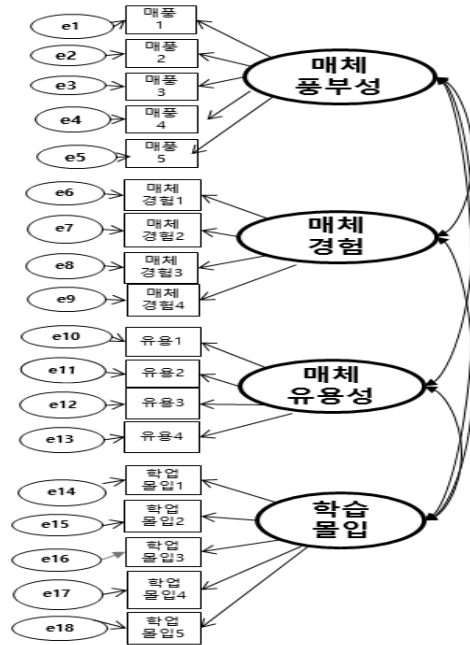 e1
매풍
1
e2
매풍
2
e3
매풍
3
e4
매풍
4
e5
매풍
5
매체
풍부성
e6
매체
경험1
e7
매체
경험2
e8
매체
경험3
e9
매체
경험4
매체
경험
e10
유용1
e11
유용2
e12
유용3
e13
유용4
매체
유용성
e14
학업
몰입1
e15
학업
몰입2
e16
학업
몰입3
e17
학업
몰입4
e18
학업
몰입5
학습
몰입